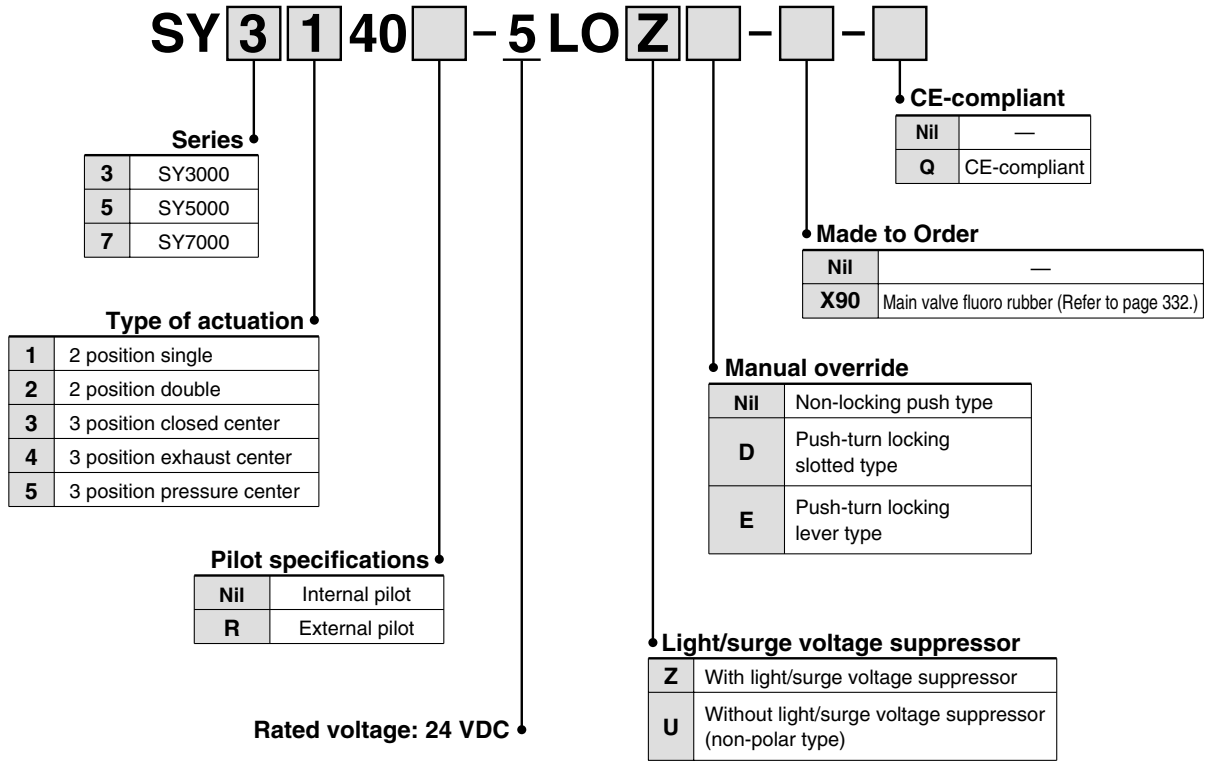 SY 3 1 40 – 5 LO Z – –
CE-compliant
Nil —
Q CE-compliant
Series
3 SY3000
5 SY5000
7 SY7000
Made to Order
Nil —
X90 Main valve fluoro rubber (Refer to page 332.)
Type of actuation
1 2 position single
2 2 position double
3 3 position closed center
4 3 position exhaust center
5 3 position pressure center
Manual override
Nil Non-locking push type
D Push-turn locking
slotted type
E Push-turn locking
lever type
Pilot specifications
Nil Internal pilot
R External pilot
Light/surge voltage suppressor
Z With light/surge voltage suppressor
U Without light/surge voltage suppressor
(non-polar type)
Rated voltage: 24 VDC